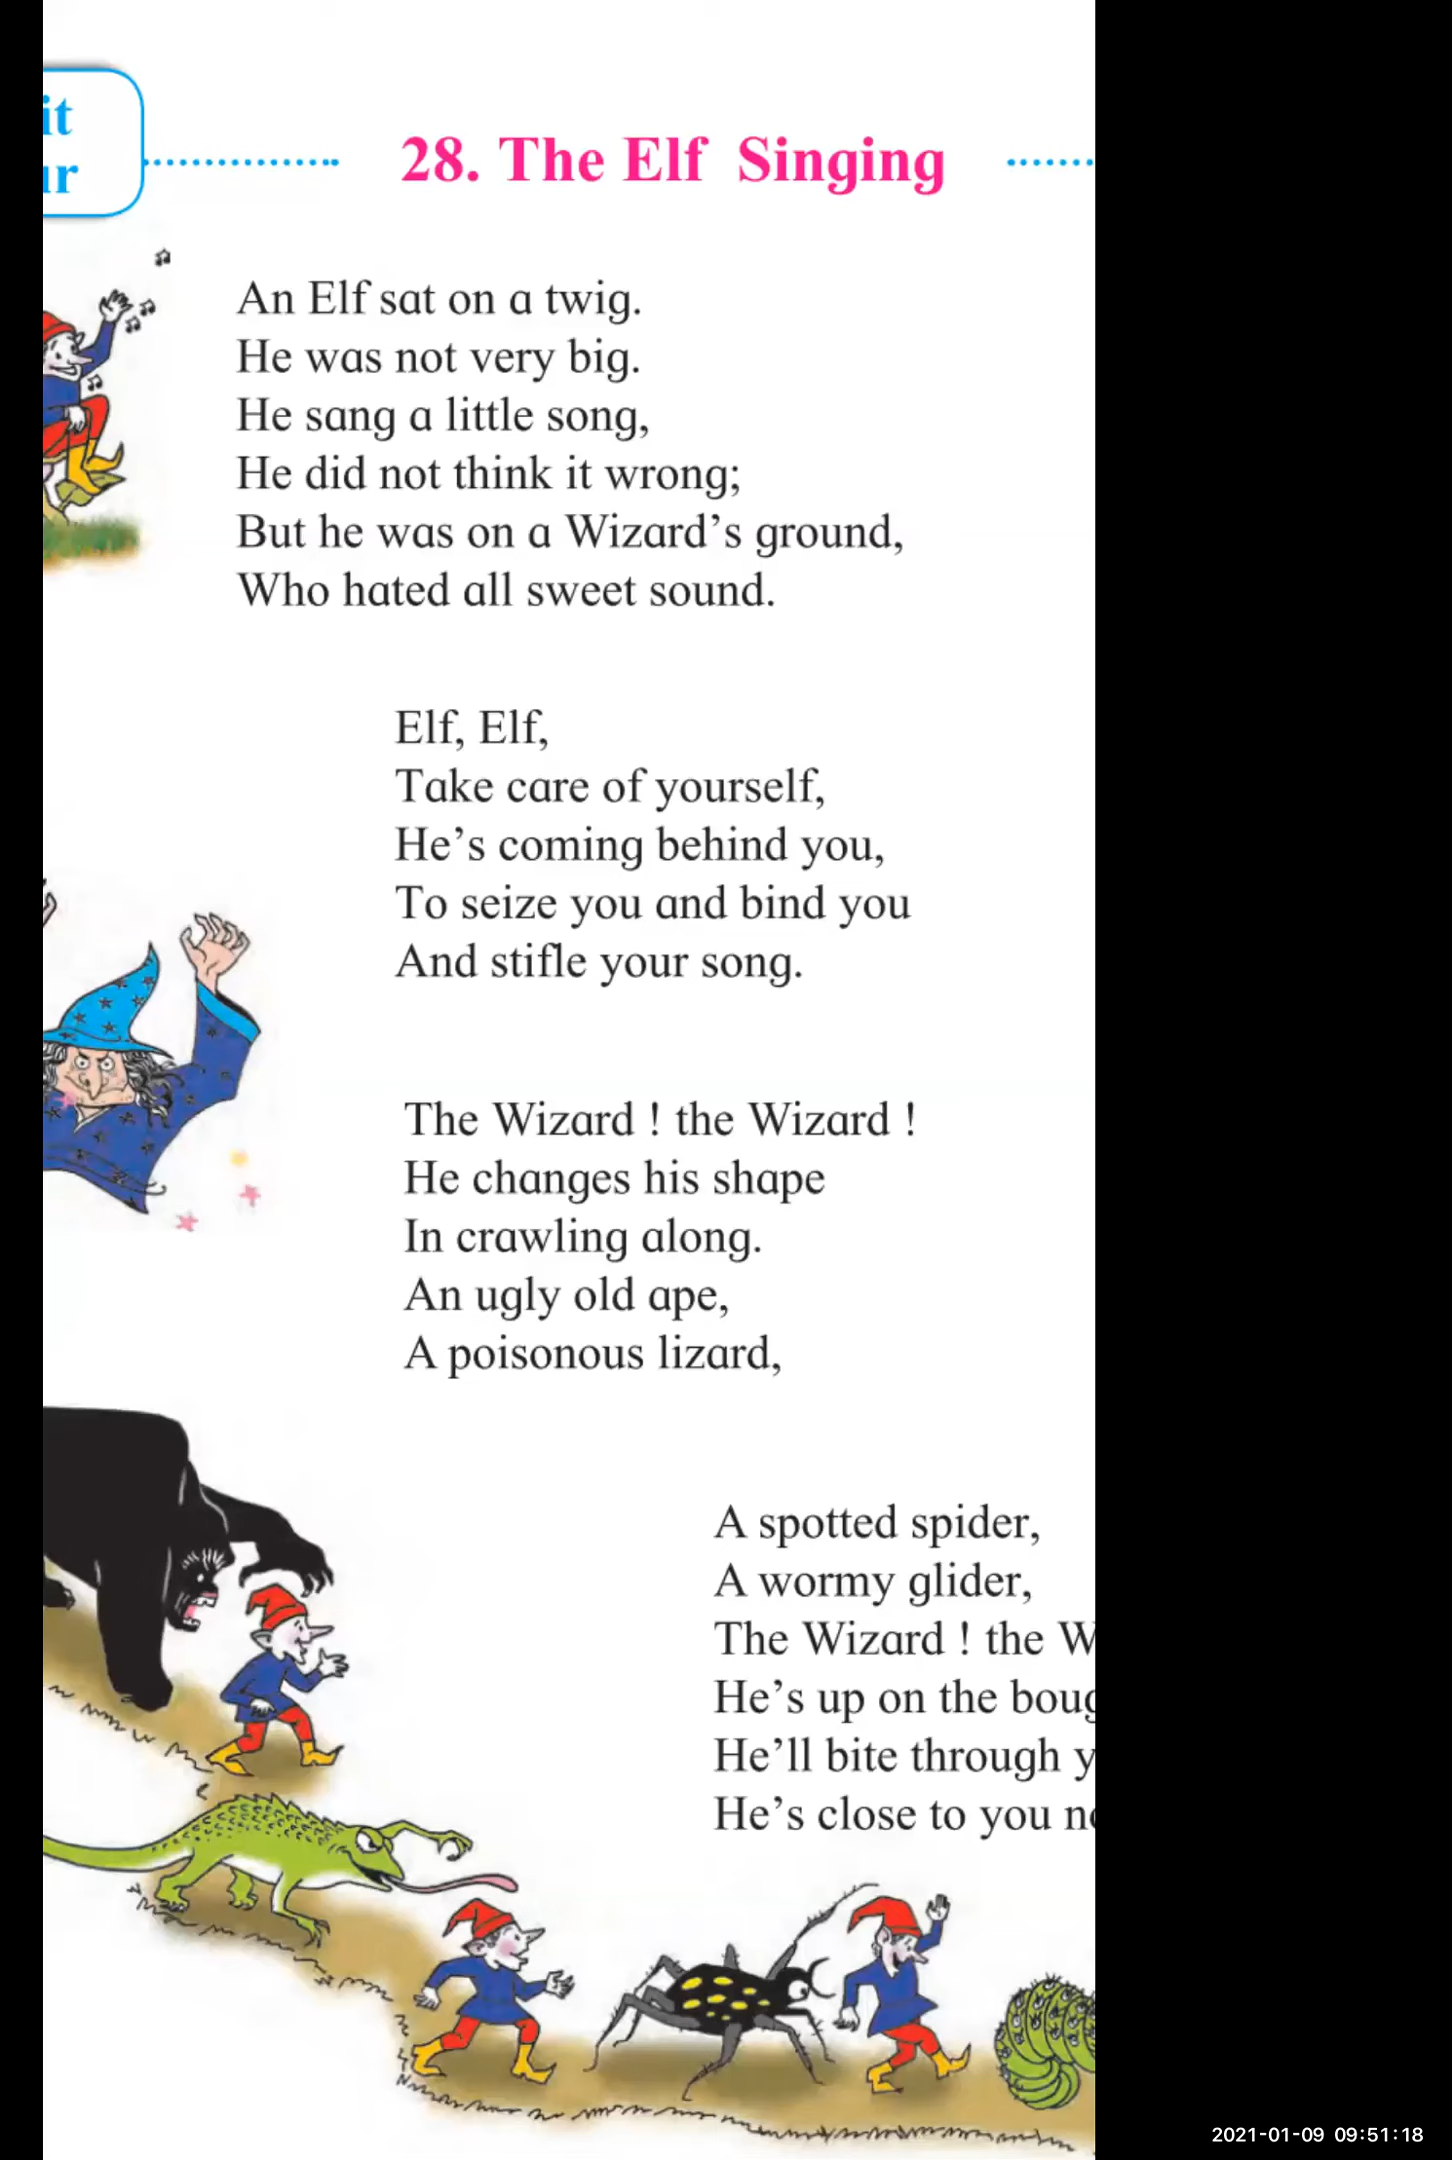 28. The Elf Singing
An Elf sat on a twig.
He was not very big.
He sang a little song,
He did not think it wrong;
But he was on a Wizard’s ground,
Who hated all sweet sound.
Elf, Elf,
Take care of yourself,
He’s coming behind you,
To seize you and bind you
And stifle your song.
The Wizard ! the Wizard !
He changes his shape
In crawling along.
An ugly old ape,
A poisonous lizard,
A spotted spider,
A wormy glider,
The Wizard ! the
He’s up on the
He’ll bite through
He’s close to you
2021-01-09 09:51:18